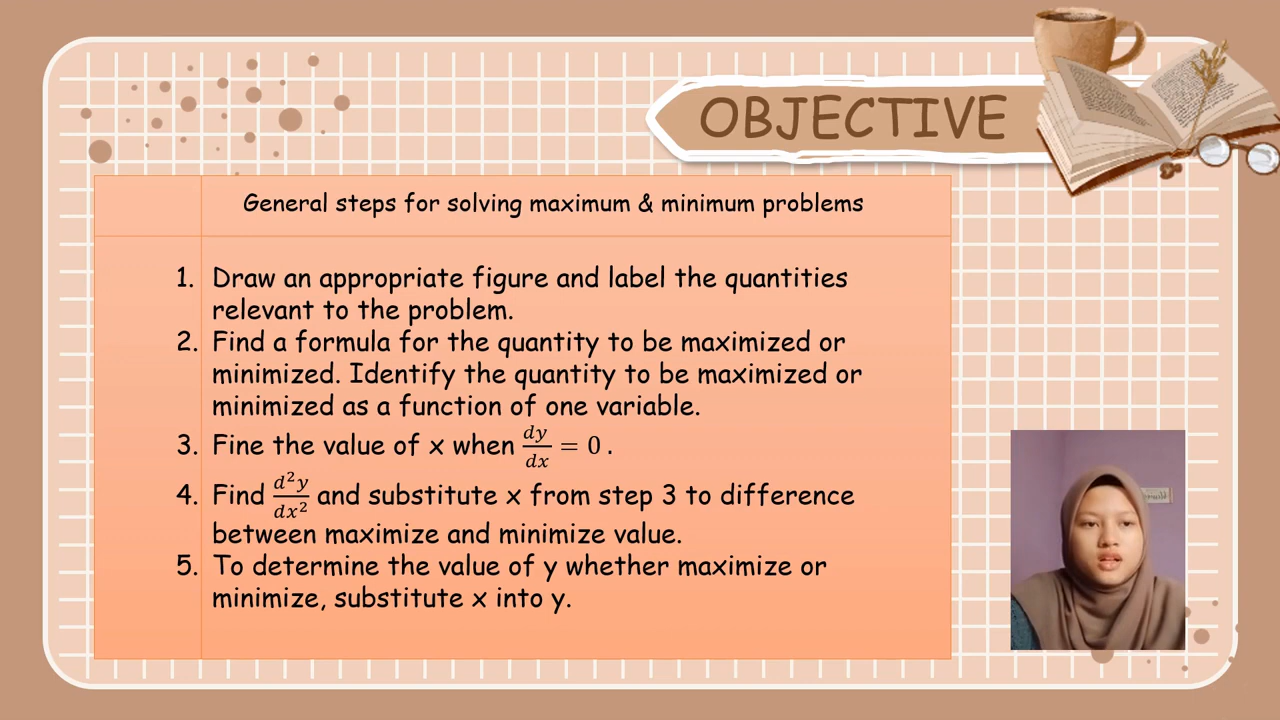 OBJECTIVE
General steps for solving maximum & minimum problems
1. Draw an appropriate figure and label the quantities
relevant to the problem.
2. Find a formula for the quantity to be maximized or
minimized. Identify the quantity to be maximized or
minimized as a function of one variable.
3. Fine the value of x when dy/dx = 0 .
4. Find d²y/dx² and substitute x from step 3 to difference
between maximize and minimize value.
5. To determine the value of y whether maximize or
minimize, substitute x into y.